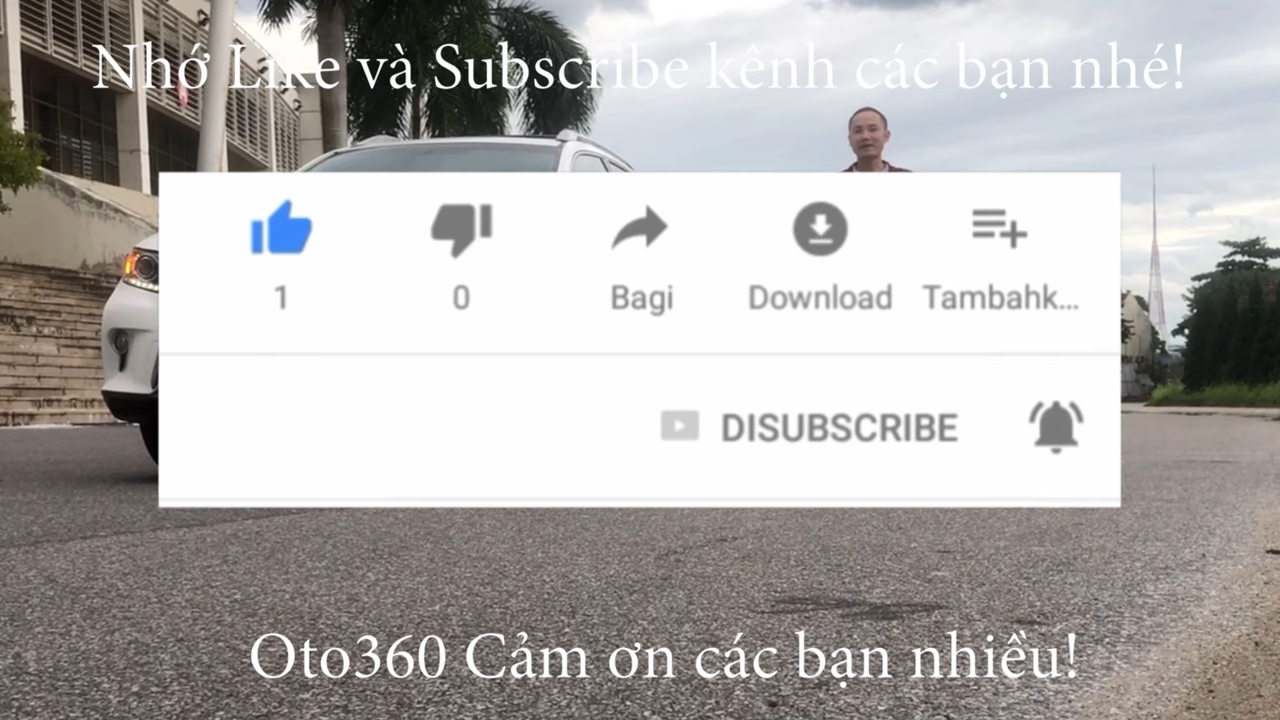 Nhớ Like và Subscribe kênh các bạn nhé!
1
0
Bagi
Download
Tambahk...
DISUBSCRIBE
Oto360 Cảm ơn các bạn nhiều!